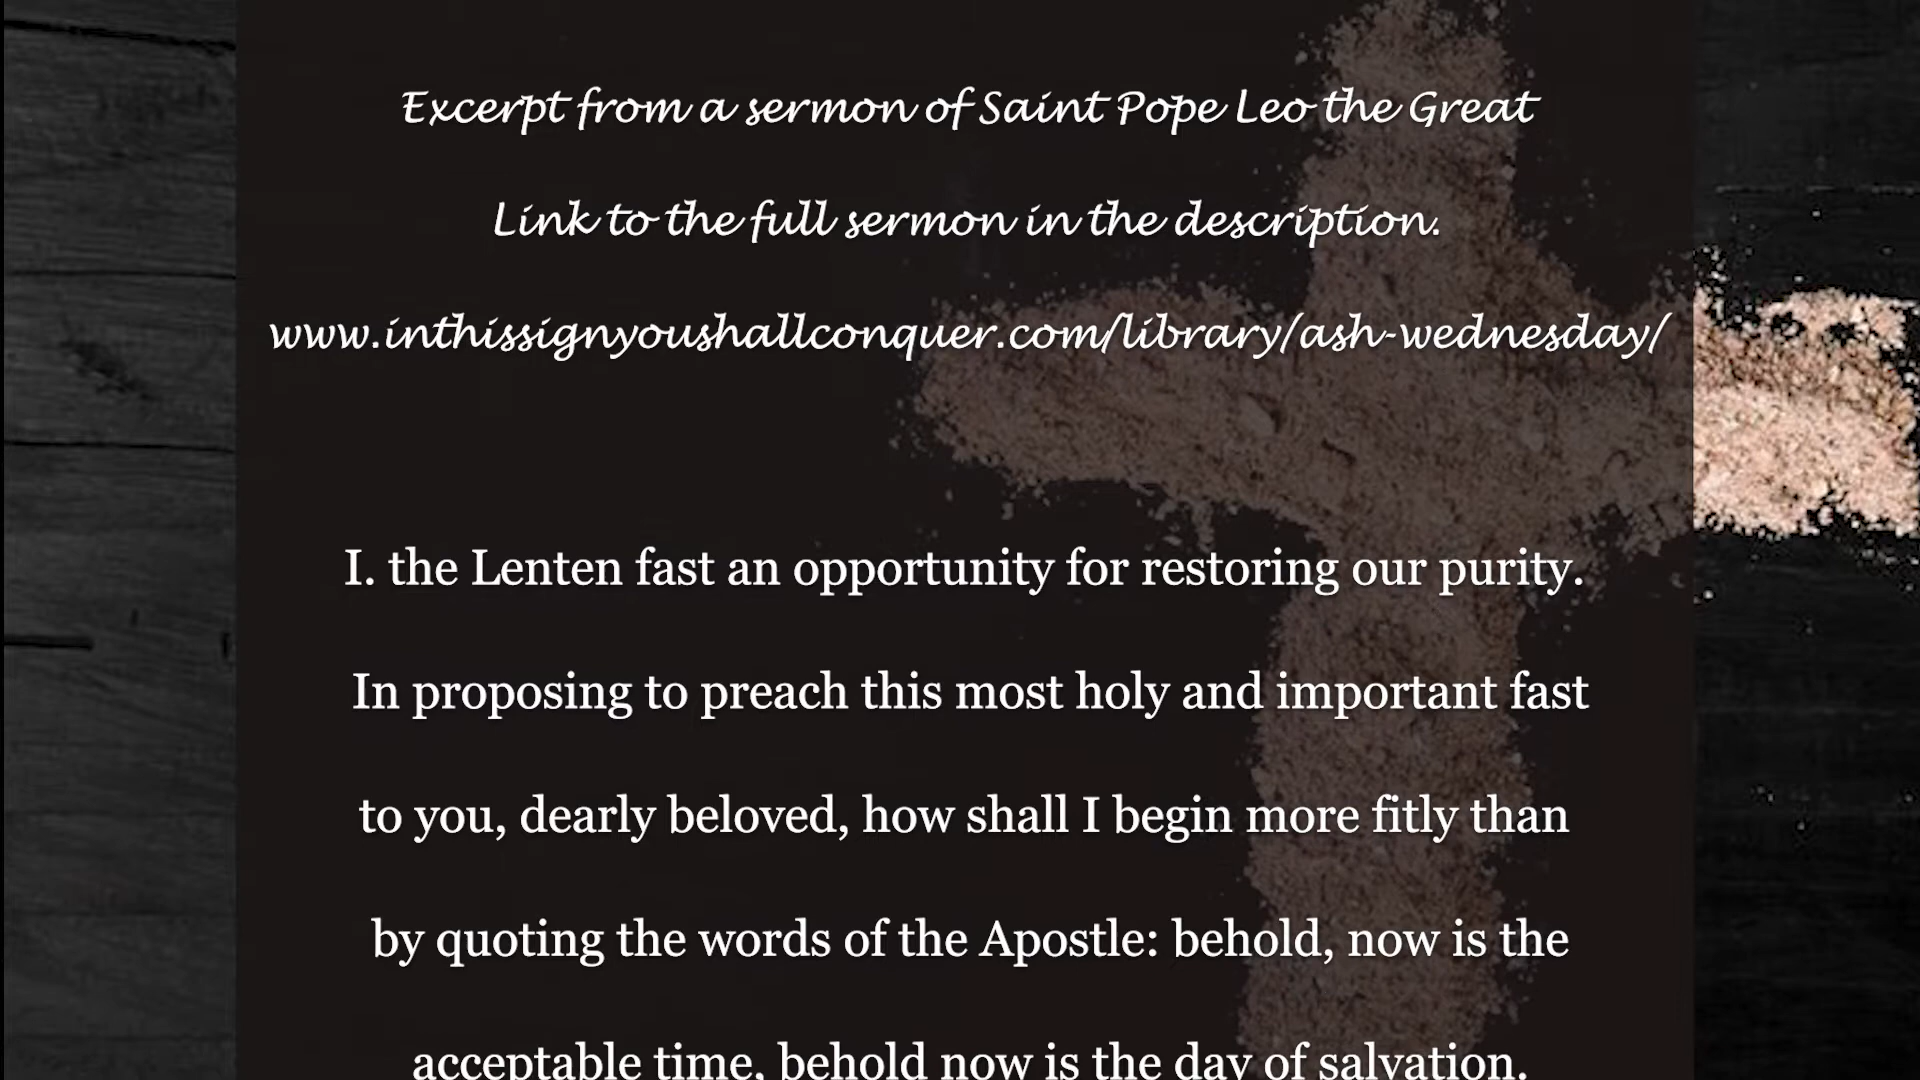 Excerpt from a sermon of Saint Pope Leo the Great
Link to the full sermon in the description.
www.inthissignyoushallconquer.com/library/ash-wednesday/
I. the Lenten fast an opportunity for restoring our purity.
In proposing to preach this most holy and important fast
to you, dearly beloved, how shall I begin more fitly than
by quoting the words of the Apostle: behold, now is the
acceptable time, behold now is the day of salvation.